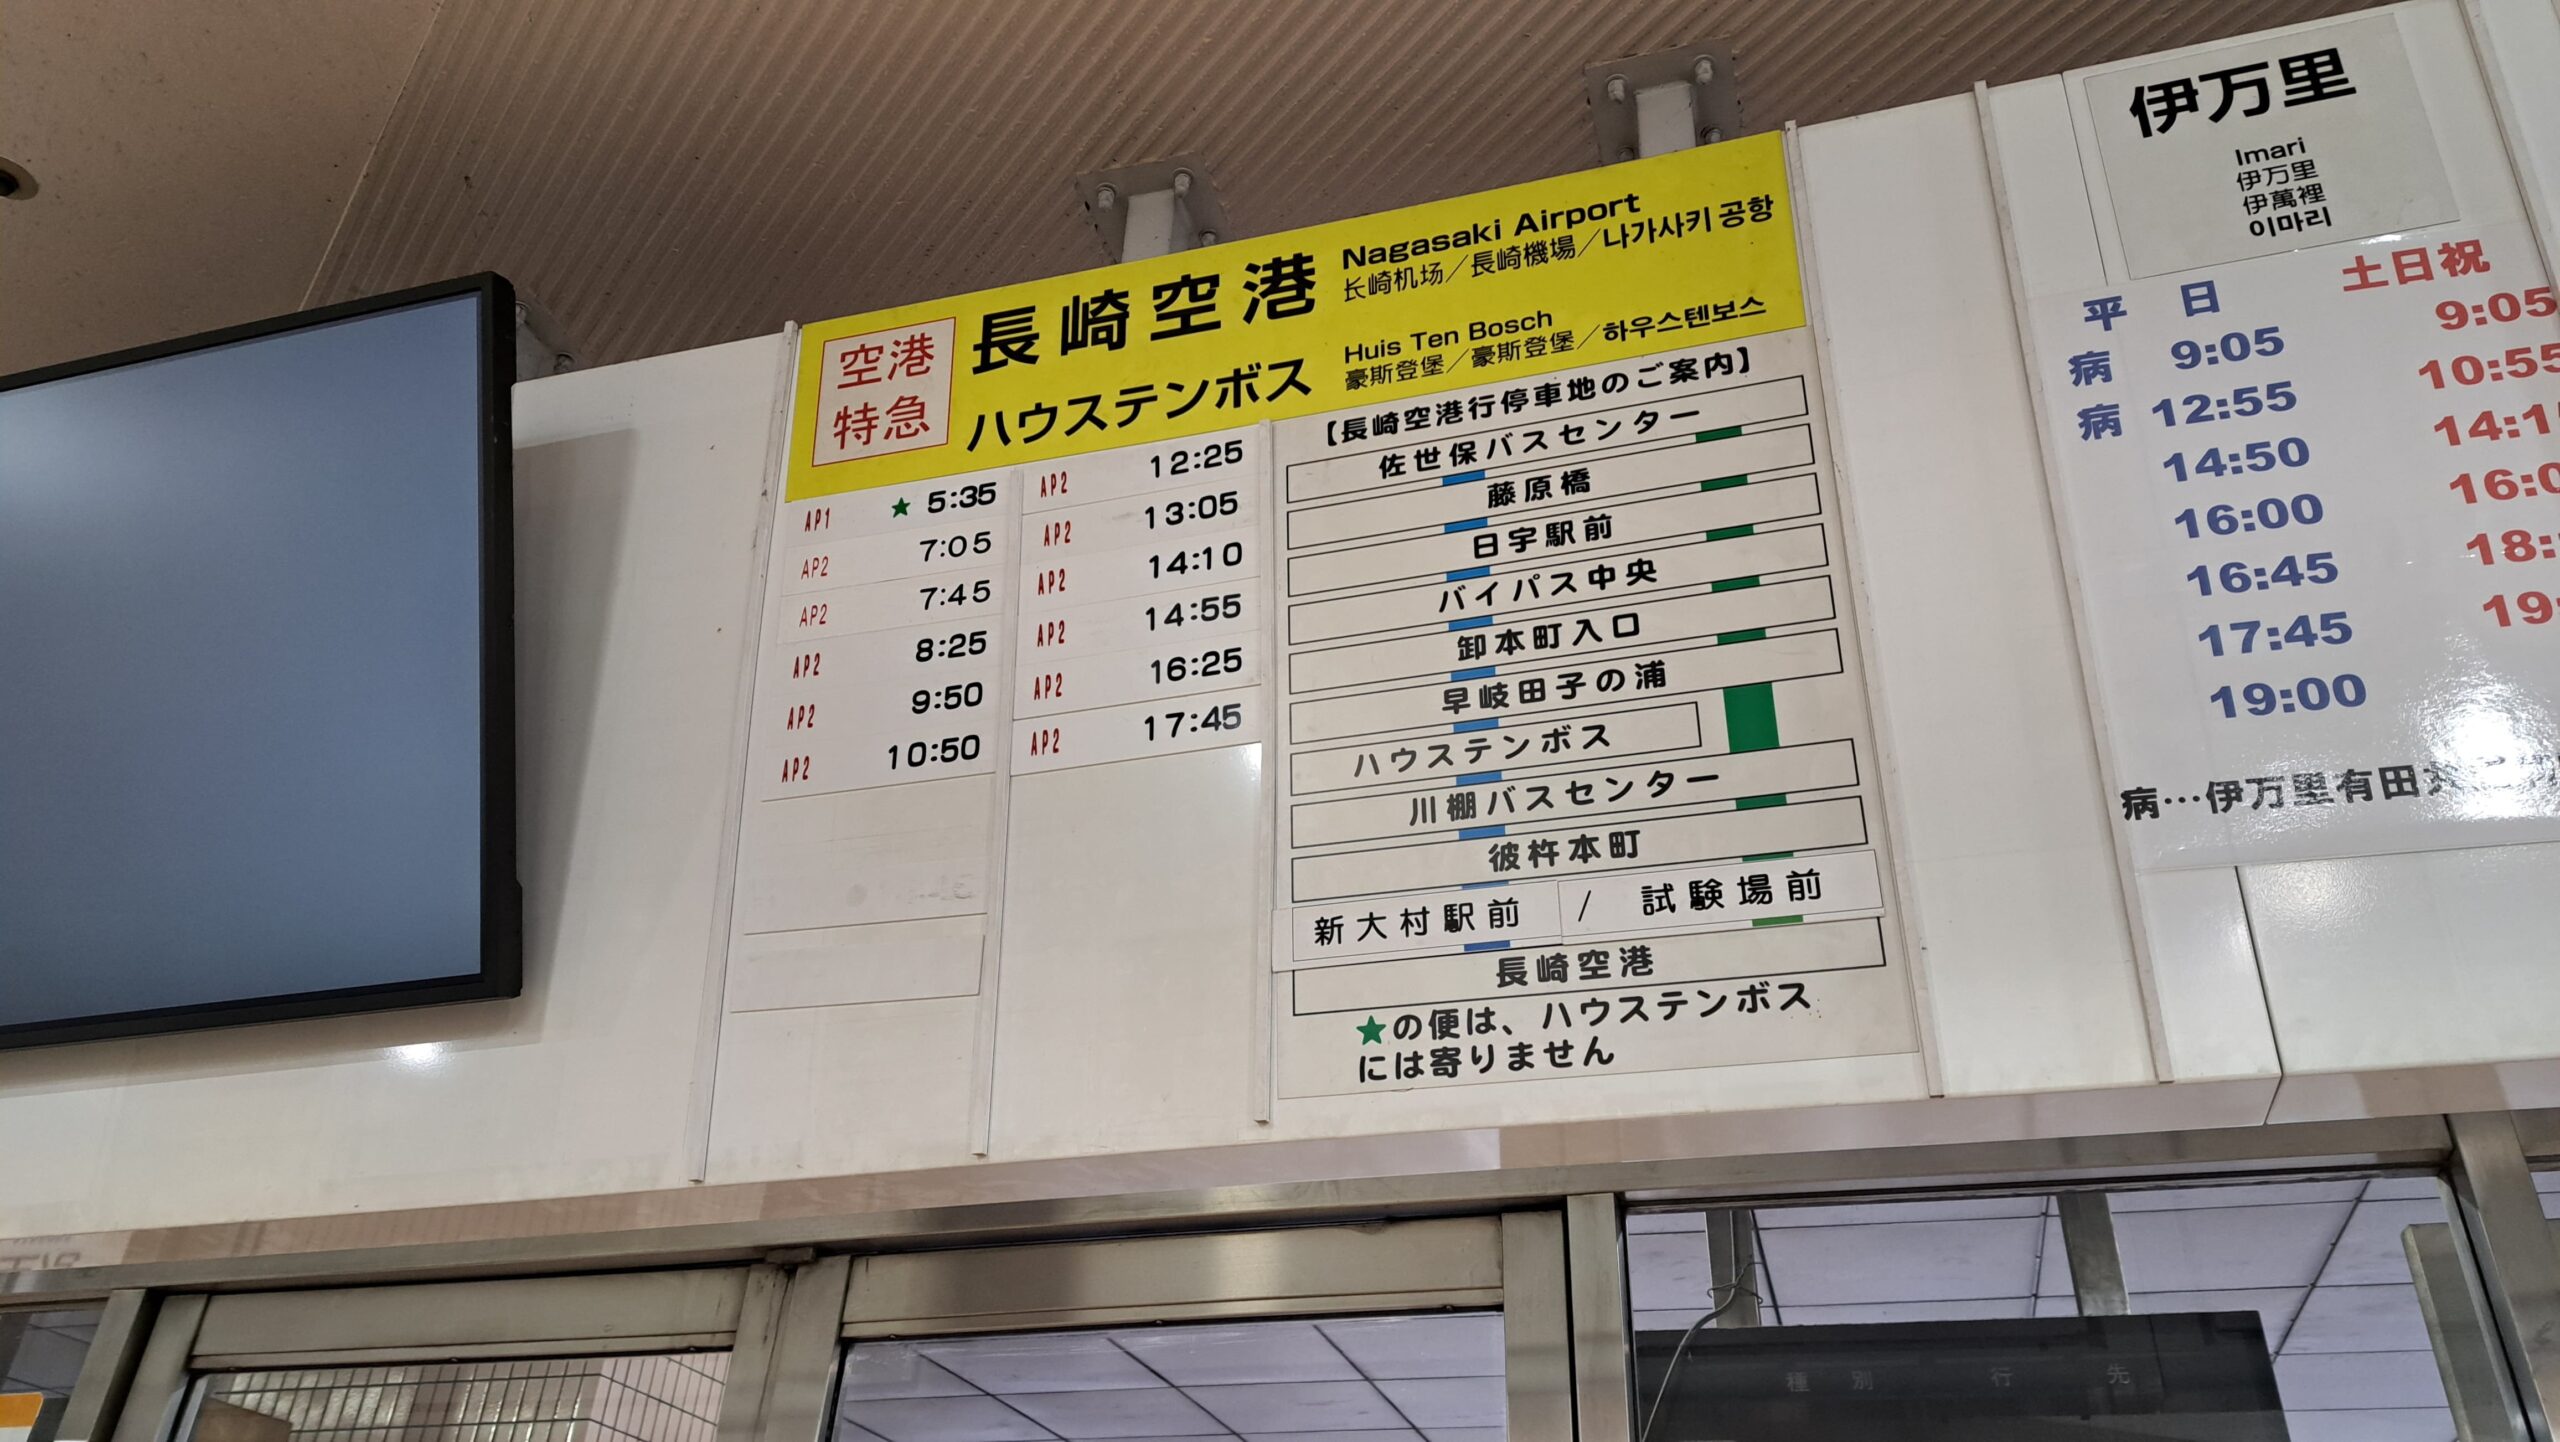 空港
特急
長崎空港
ハウステンボス
Nagasaki Airport
长崎机场／長崎機場／나가사키 공항
Huis Ten Bosch
豪斯登堡／豪斯登堡／하우스텐보스
AP1 ★ 5:35
AP2 7:05
AP2 7:45
AP2 8:25
AP2 9:50
AP2 10:50
AP2 12:25
AP2 13:05
AP2 14:10
AP2 14:55
AP2 16:25
AP2 17:45
【長崎空港行停車地のご案内】
佐世保バスセンター
藤原橋
日宇駅前
バイパス中央
卸本町入口
早岐田子の浦
ハウステンボス
川棚バスセンター
彼杵本町
新大村駅前 / 試験場前
長崎空港
★の便は、ハウステンボス
には寄りません
伊万里
Imari
伊万里
伊萬裡
이마리
平日 土日祝
病 9:05 9:05
病 12:55 10:55
14:50
16:00
16:45
17:45
19:00
病…伊万里有田
種別 行先